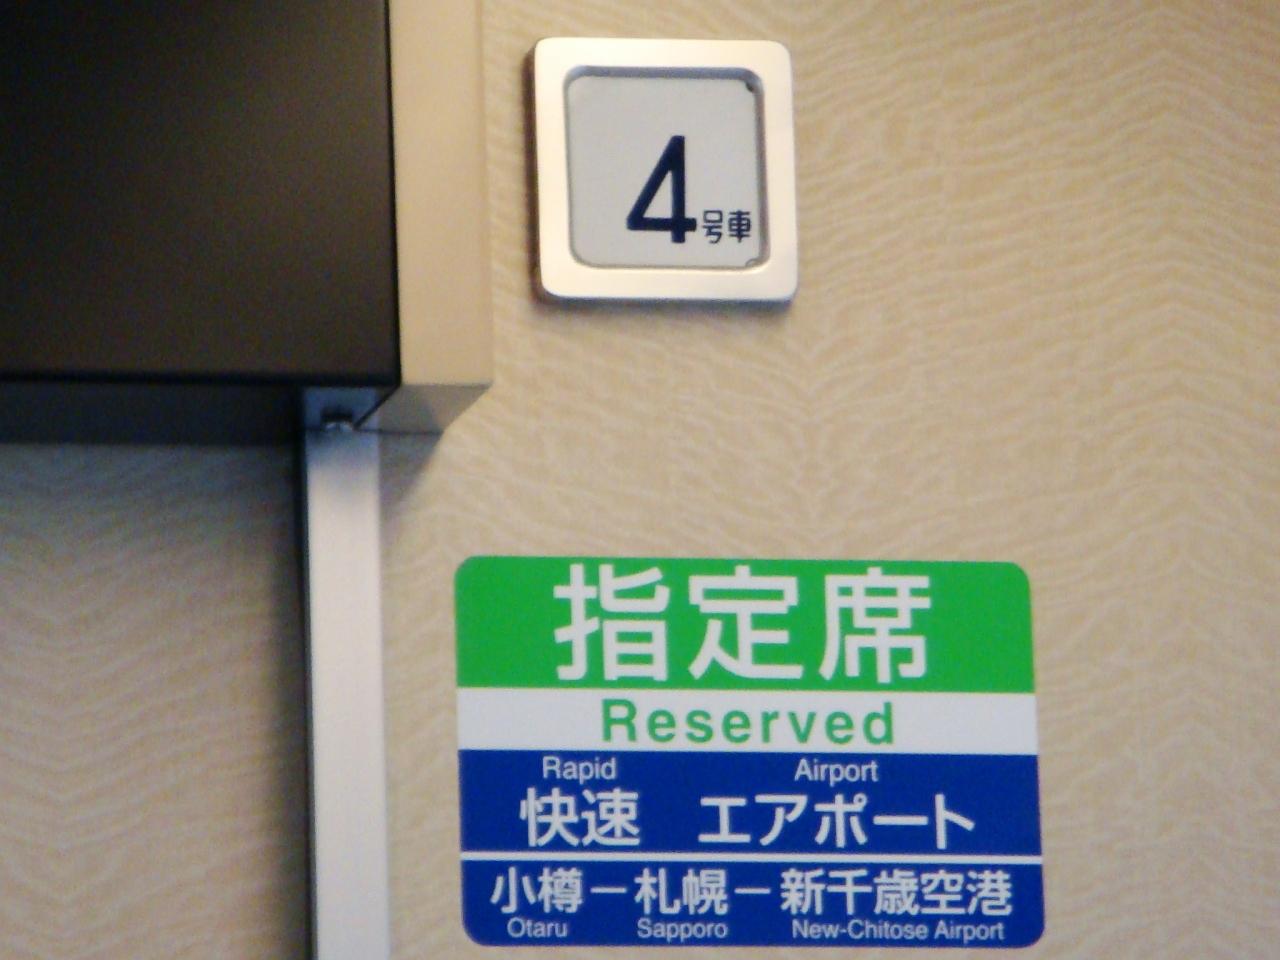 4号車
指定席
Reserved
Rapid Airport
快速 エアポート
小樽－札幌－新千歳空港
Otaru Sapporo New-Chitose Airport